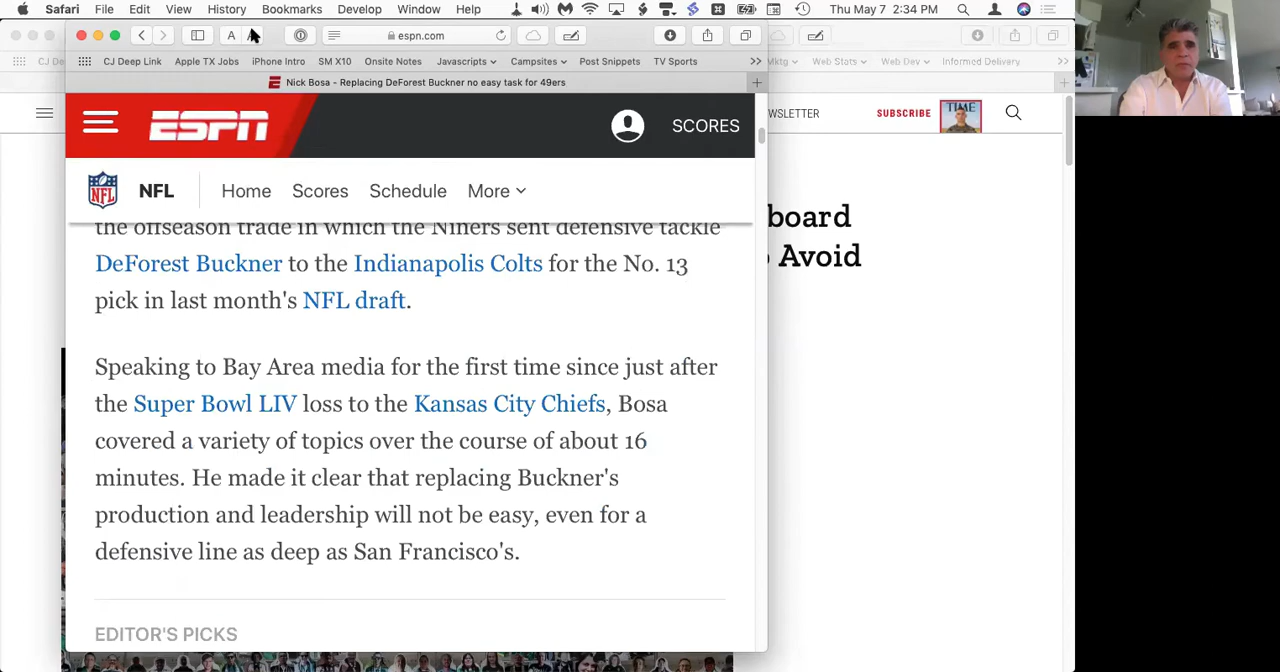 Safari File Edit View History Bookmarks Develop Window Help Thu May 7 2:34 PM
A A espn.com
CJ De CJ Deep Link Apple TX Jobs iPhone Intro SM X10 Onsite Notes Javascripts Campsites Post Snippets TV Sports >> Mktg Web Stats Web Dev Informed Delivery >>
Nick Bosa - Replacing DeForest Buckner no easy task for 49ers +
ESPN SCORES
WSLETTER SUBSCRIBE TIME
NFL NFL Home Scores Schedule More
board
Avoid
the offseason trade in which the Niners sent defensive tackle
DeForest Buckner to the Indianapolis Colts for the No. 13
pick in last month's NFL draft.
Speaking to Bay Area media for the first time since just after
the Super Bowl LIV loss to the Kansas City Chiefs, Bosa
covered a variety of topics over the course of about 16
minutes. He made it clear that replacing Buckner's
production and leadership will not be easy, even for a
defensive line as deep as San Francisco's.
EDITOR'S PICKS